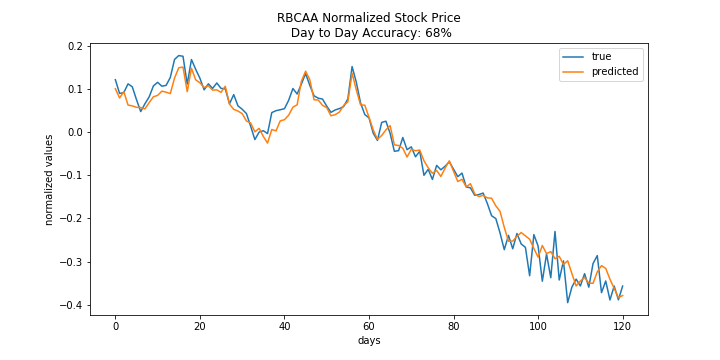 RBCAA Normalized Stock Price
Day to Day Accuracy: 68%
true
predicted
normalized values
0.2
0.1
0.0
−0.1
−0.2
−0.3
−0.4
0 20 40 60 80 100 120
days